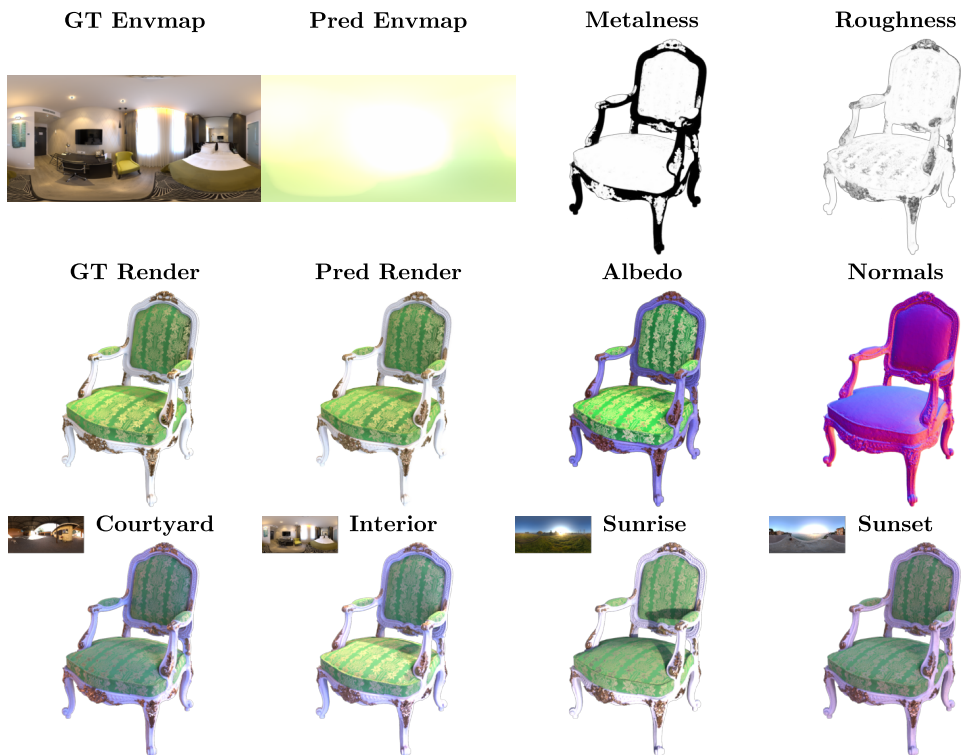 GT Envmap
Pred Envmap
Metalness
Roughness
GT Render
Pred Render
Albedo
Normals
Courtyard
Interior
Sunrise
Sunset